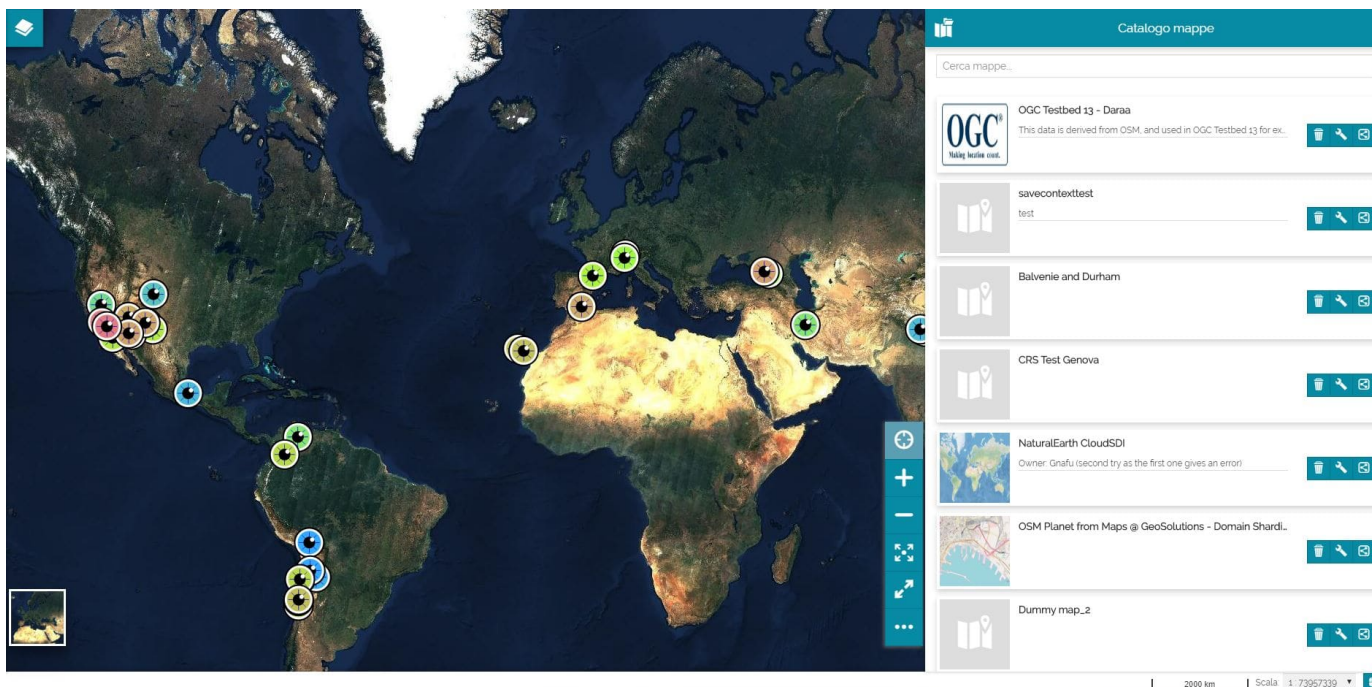 Catalogo mappe
Cerca mappe...
OGC®
Making location count.
OGC Testbed 13 - Daraa
This data is derived from OSM, and used in OGC Testbed 13 for ex...
savecontexttest
test
Balvenie and Durham
CRS Test Genova
NaturalEarth CloudSDI
Owner: Gnafu (second try as the first one gives an error)
OSM Planet from Maps @ GeoSolutions - Domain Shardi...
Dummy map_2
2000 km
Scala: 1 : 73957339